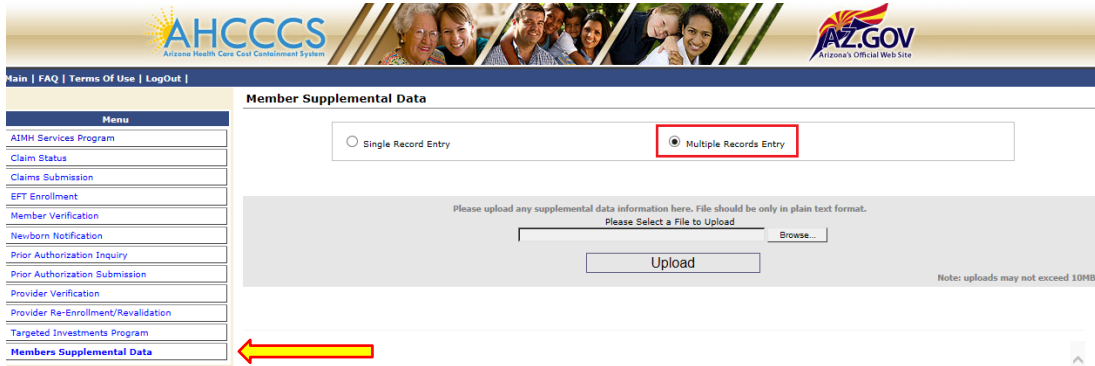 AHCCCS
Arizona Health Care Cost Containment System
AZ.GOV
Arizona's Official Web Site
Main | FAQ | Terms Of Use | LogOut |
Member Supplemental Data
Menu
AIMH Services Program
Claim Status
Claims Submission
EFT Enrollment
Member Verification
Newborn Notification
Prior Authorization Inquiry
Prior Authorization Submission
Provider Verification
Provider Re-Enrollment/Revalidation
Targeted Investments Program
Members Supplemental Data
Single Record Entry
Multiple Records Entry
Please upload any supplemental data information here. File should be only in plain text format.
Please Select a File to Upload
Browse...
Upload
Note: uploads may not exceed 10MB